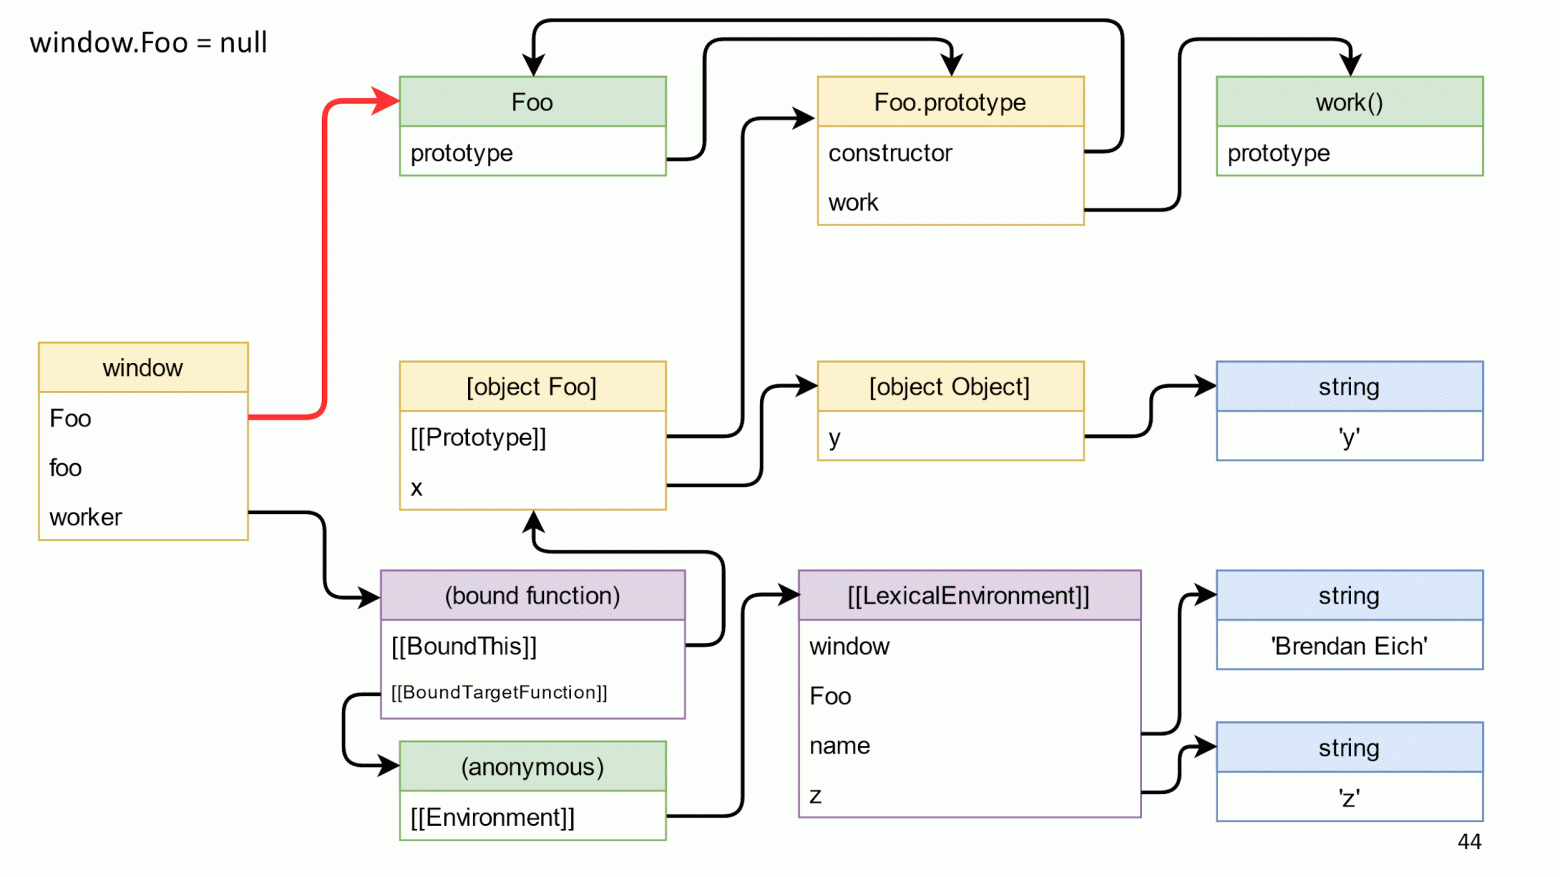 window.Foo = null
Foo
prototype
Foo.prototype
constructor
work
work()
prototype
window
Foo
foo
worker
[object Foo]
[[Prototype]]
x
[object Object]
y
string
'y'
(bound function)
[[BoundThis]]
[[BoundTargetFunction]]
(anonymous)
[[Environment]]
[[LexicalEnvironment]]
window
Foo
name
z
string
'Brendan Eich'
string
'z'
44